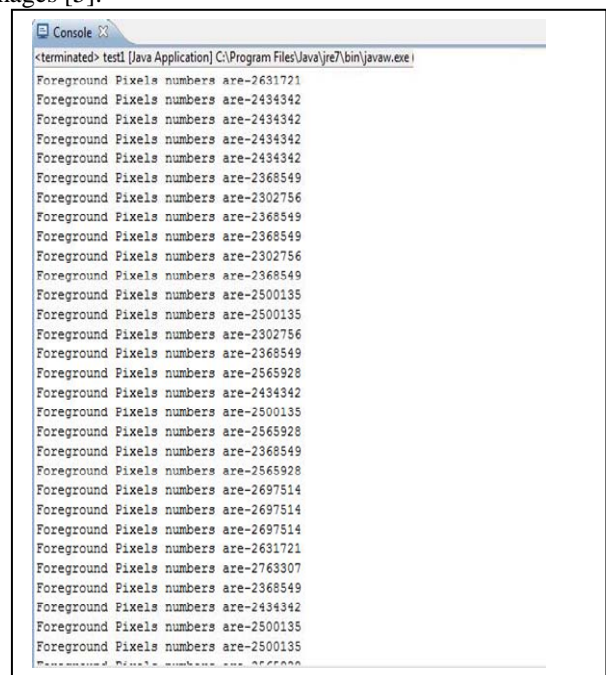 ages [5].
Console
<terminated> test1 [Java Application] C:\Program Files\Java\jre7\bin\javaw.exe (
Foreground Pixels numbers are-2631721
Foreground Pixels numbers are-2434342
Foreground Pixels numbers are-2434342
Foreground Pixels numbers are-2434342
Foreground Pixels numbers are-2434342
Foreground Pixels numbers are-2368549
Foreground Pixels numbers are-2302756
Foreground Pixels numbers are-2368549
Foreground Pixels numbers are-2368549
Foreground Pixels numbers are-2302756
Foreground Pixels numbers are-2368549
Foreground Pixels numbers are-2500135
Foreground Pixels numbers are-2500135
Foreground Pixels numbers are-2302756
Foreground Pixels numbers are-2368549
Foreground Pixels numbers are-2565928
Foreground Pixels numbers are-2434342
Foreground Pixels numbers are-2500135
Foreground Pixels numbers are-2565928
Foreground Pixels numbers are-2368549
Foreground Pixels numbers are-2565928
Foreground Pixels numbers are-2697514
Foreground Pixels numbers are-2697514
Foreground Pixels numbers are-2697514
Foreground Pixels numbers are-2631721
Foreground Pixels numbers are-2763307
Foreground Pixels numbers are-2368549
Foreground Pixels numbers are-2434342
Foreground Pixels numbers are-2500135
Foreground Pixels numbers are-2500135